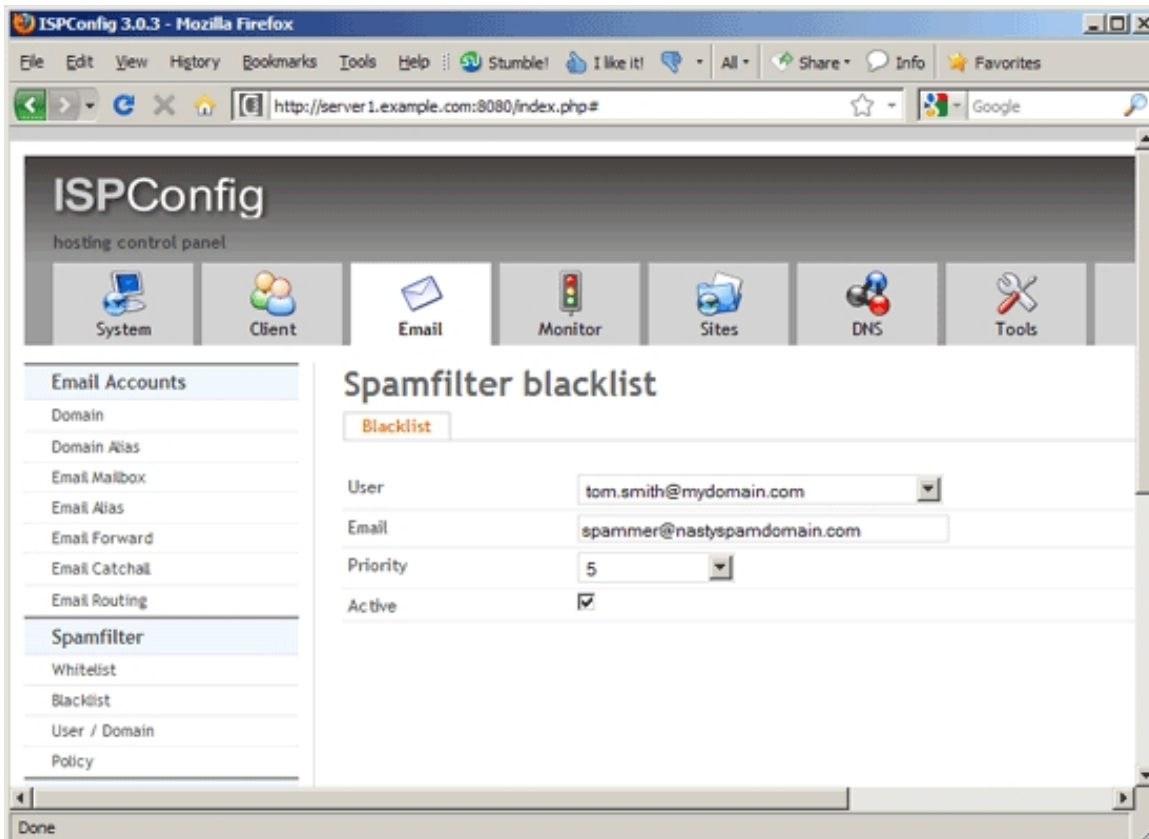 ISPConfig 3.0.3 - Mozilla Firefox
File Edit View History Bookmarks Tools Help Stumble! I like it! All Share Info Favorites
http://server1.example.com:8080/index.php# Google
ISPConfig
hosting control panel
System Client Email Monitor Sites DNS Tools
Email Accounts
Domain
Domain Alias
Email Mailbox
Email Alias
Email Forward
Email Catchall
Email Routing
Spamfilter
Whitelist
Blacklist
User / Domain
Policy
Spamfilter blacklist
Blacklist
User tom.smith@mydomain.com
Email spammer@nastyspamdomain.com
Priority 5
Active
Done